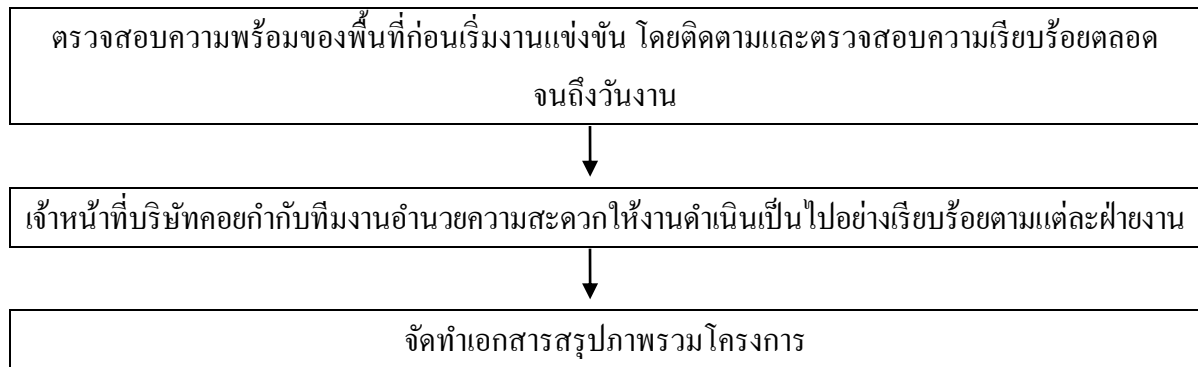 ตรวจสอบความพร้อมของพื้นที่ก่อนเริ่มงานแข่งขัน โดยติดตามและตรวจสอบความเรียบร้อยตลอด
จนถึงวันงาน
เจ้าหน้าที่บริษัทคอยกำกับทีมงานอำนวยความสะดวกให้งานดำเนินเป็นไปอย่างเรียบร้อยตามแต่ละฝ่ายงาน
จัดทำเอกสารสรุปภาพรวมโครงการ